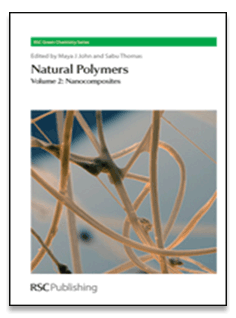 RSC Green Chemistry Series
Edited by Maya J John and Sabu Thomas
Natural Polymers
Volume 2: Nanocomposites
RSC Publishing